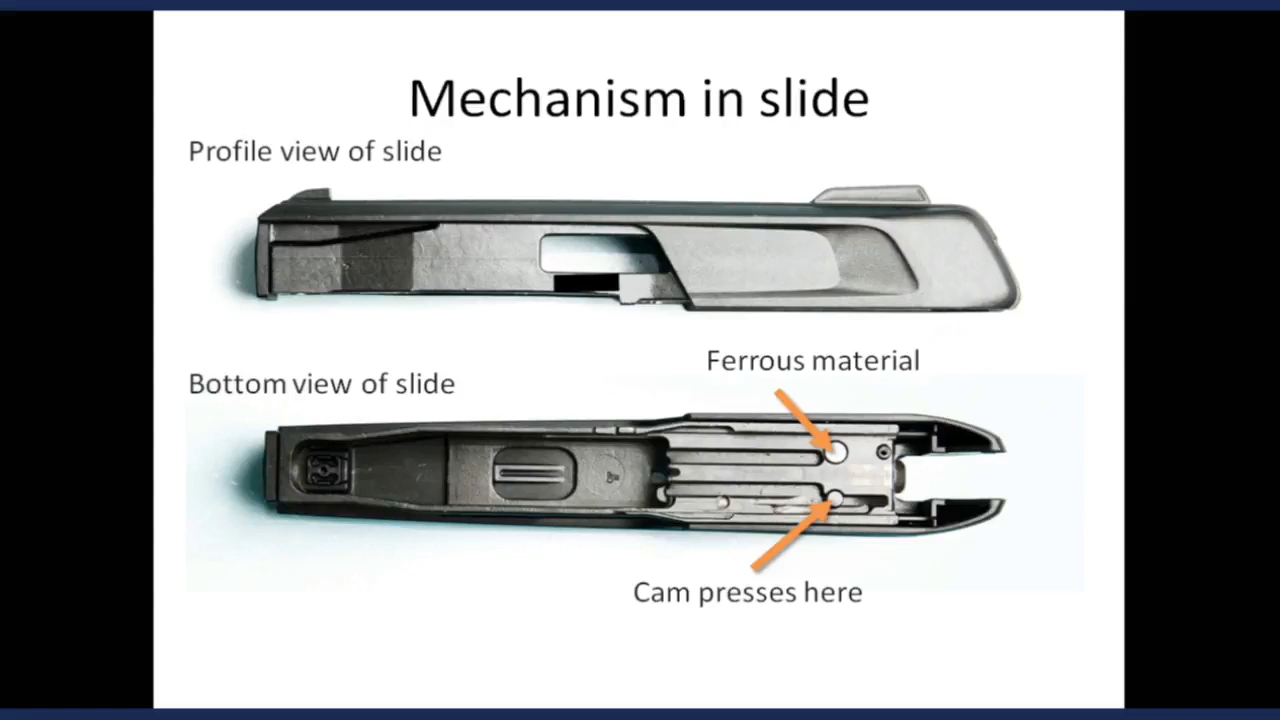 Mechanism in slide
Profile view of slide
Ferrous material
Bottom view of slide
Cam presses here